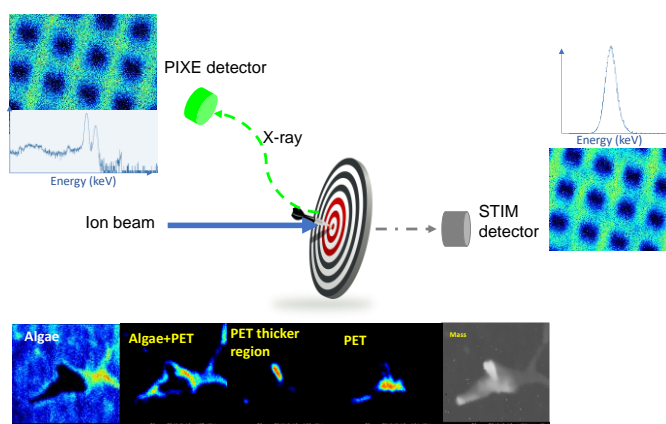 PIXE detector
X-ray
Energy (keV)
Ion beam
Energy (keV)
STIM
detector
Algae
Algae+PET
PET thicker
region
PET
Mass